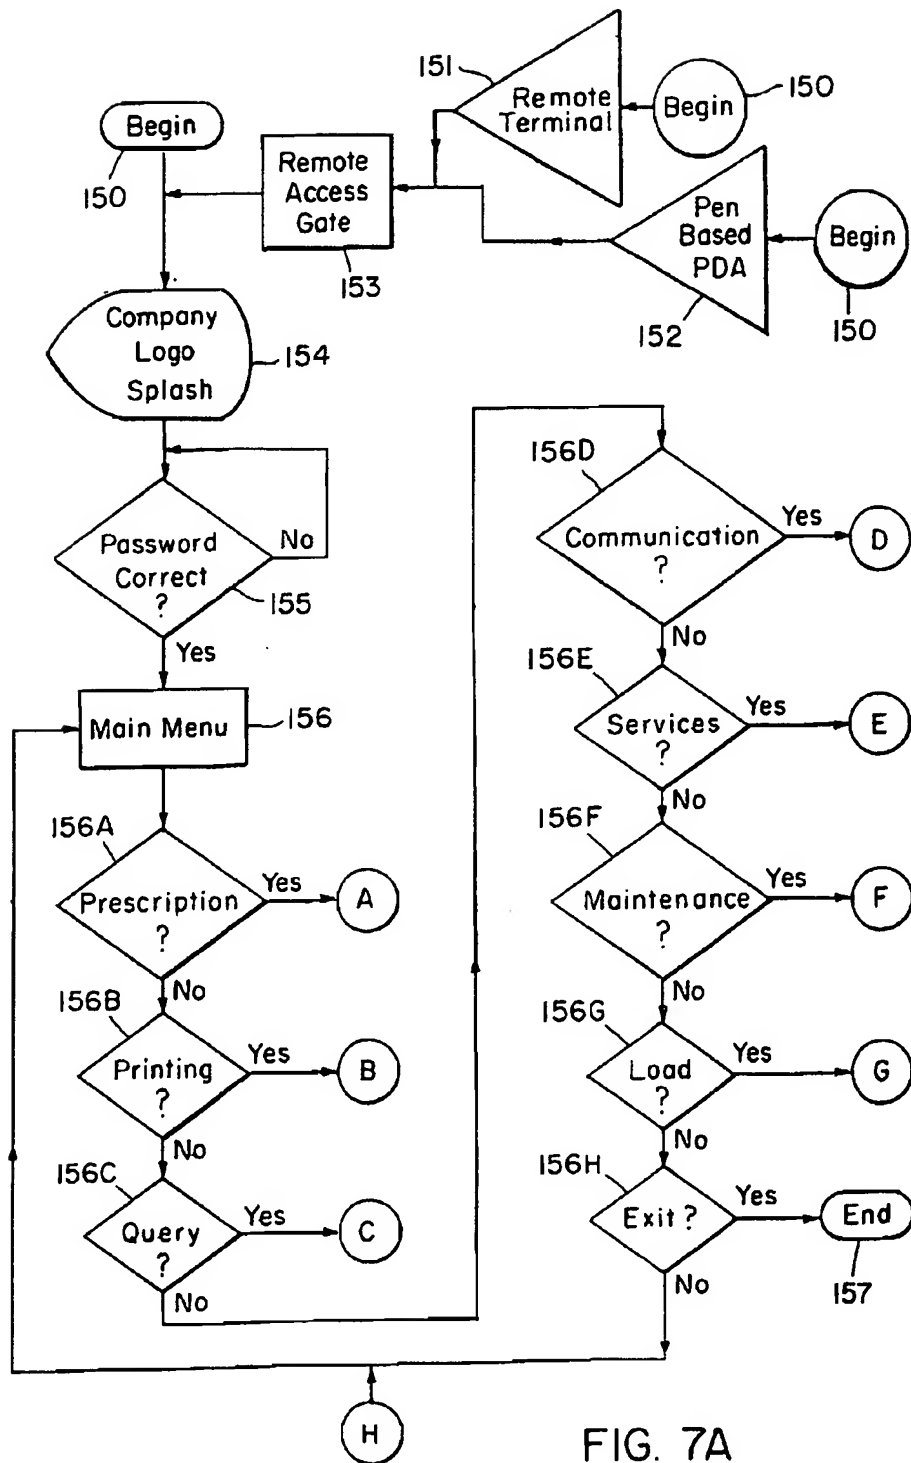 151
Remote
Terminal
Begin
150
Begin
150
Remote
Access
Gate
153
Pen
Based
PDA
152
Begin
150
Company
Logo
Splash
154
Password
Correct
?
155
No
Yes
Main Menu
156
156A
Prescription
?
Yes
A
No
156B
Printing
?
Yes
B
No
156C
Query
?
Yes
C
No
156D
Communication
?
Yes
D
No
156E
Services
?
Yes
E
No
156F
Maintenance
?
Yes
F
No
156G
Load
?
Yes
G
No
156H
Exit ?
Yes
End
157
No
H
FIG. 7A